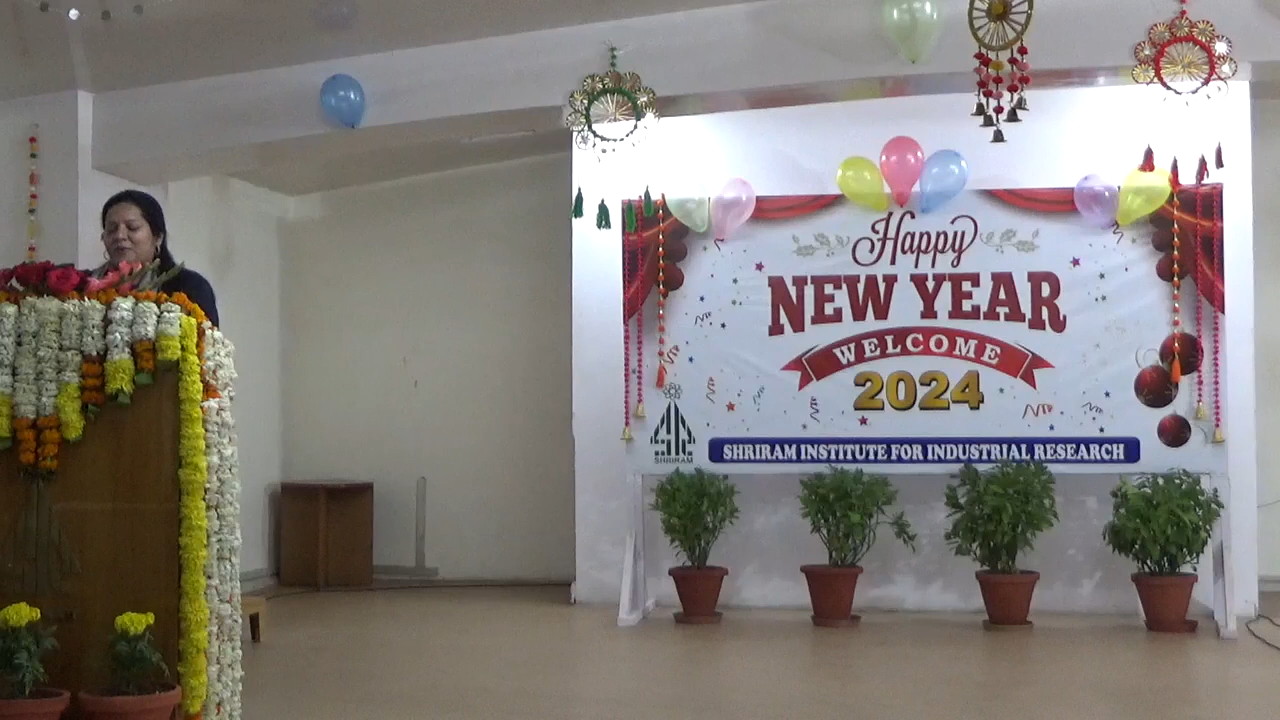 Happy
NEW YEAR
WELCOME
2024
SHRIRAM
SHRIRAM INSTITUTE FOR INDUSTRIAL RESEARCH